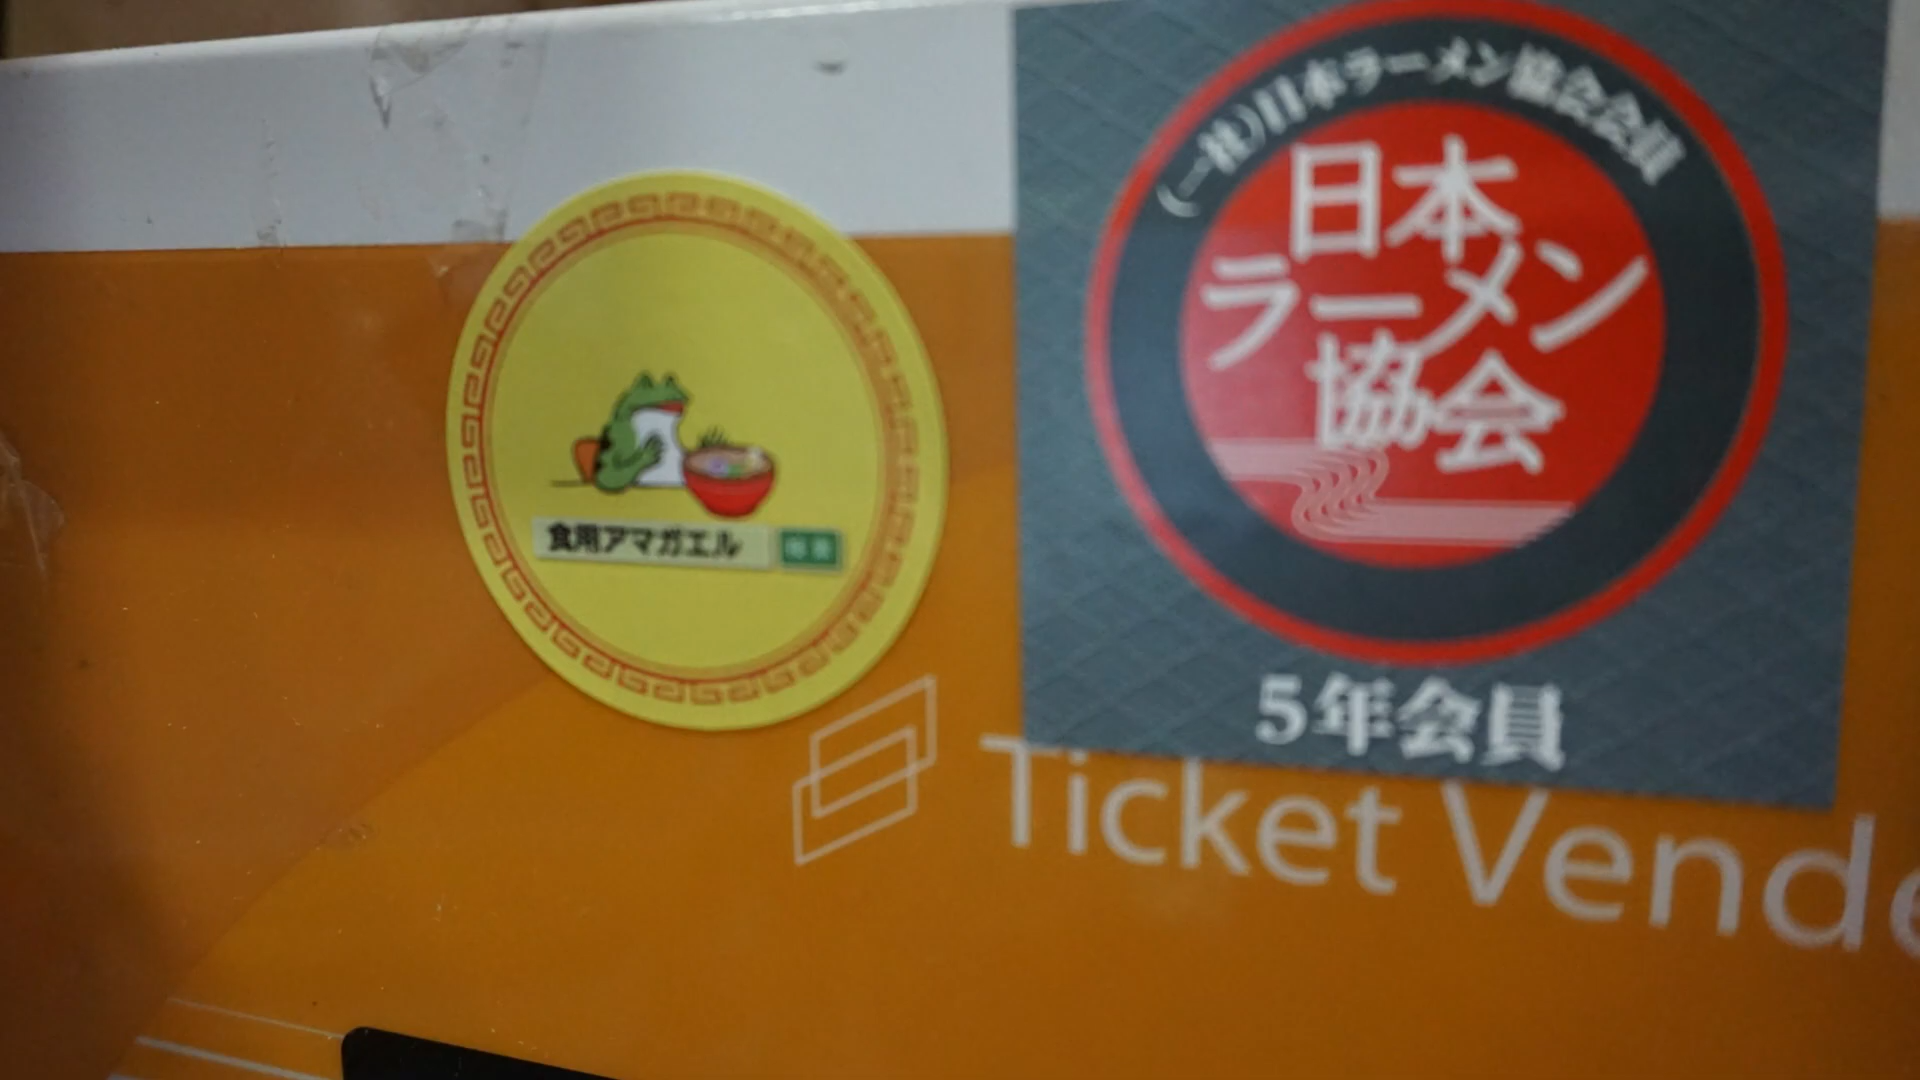 (一社)日本ラーメン協会会員
日本
ラーメン
協会
5年会員
食用アマガエル
Ticket Vende